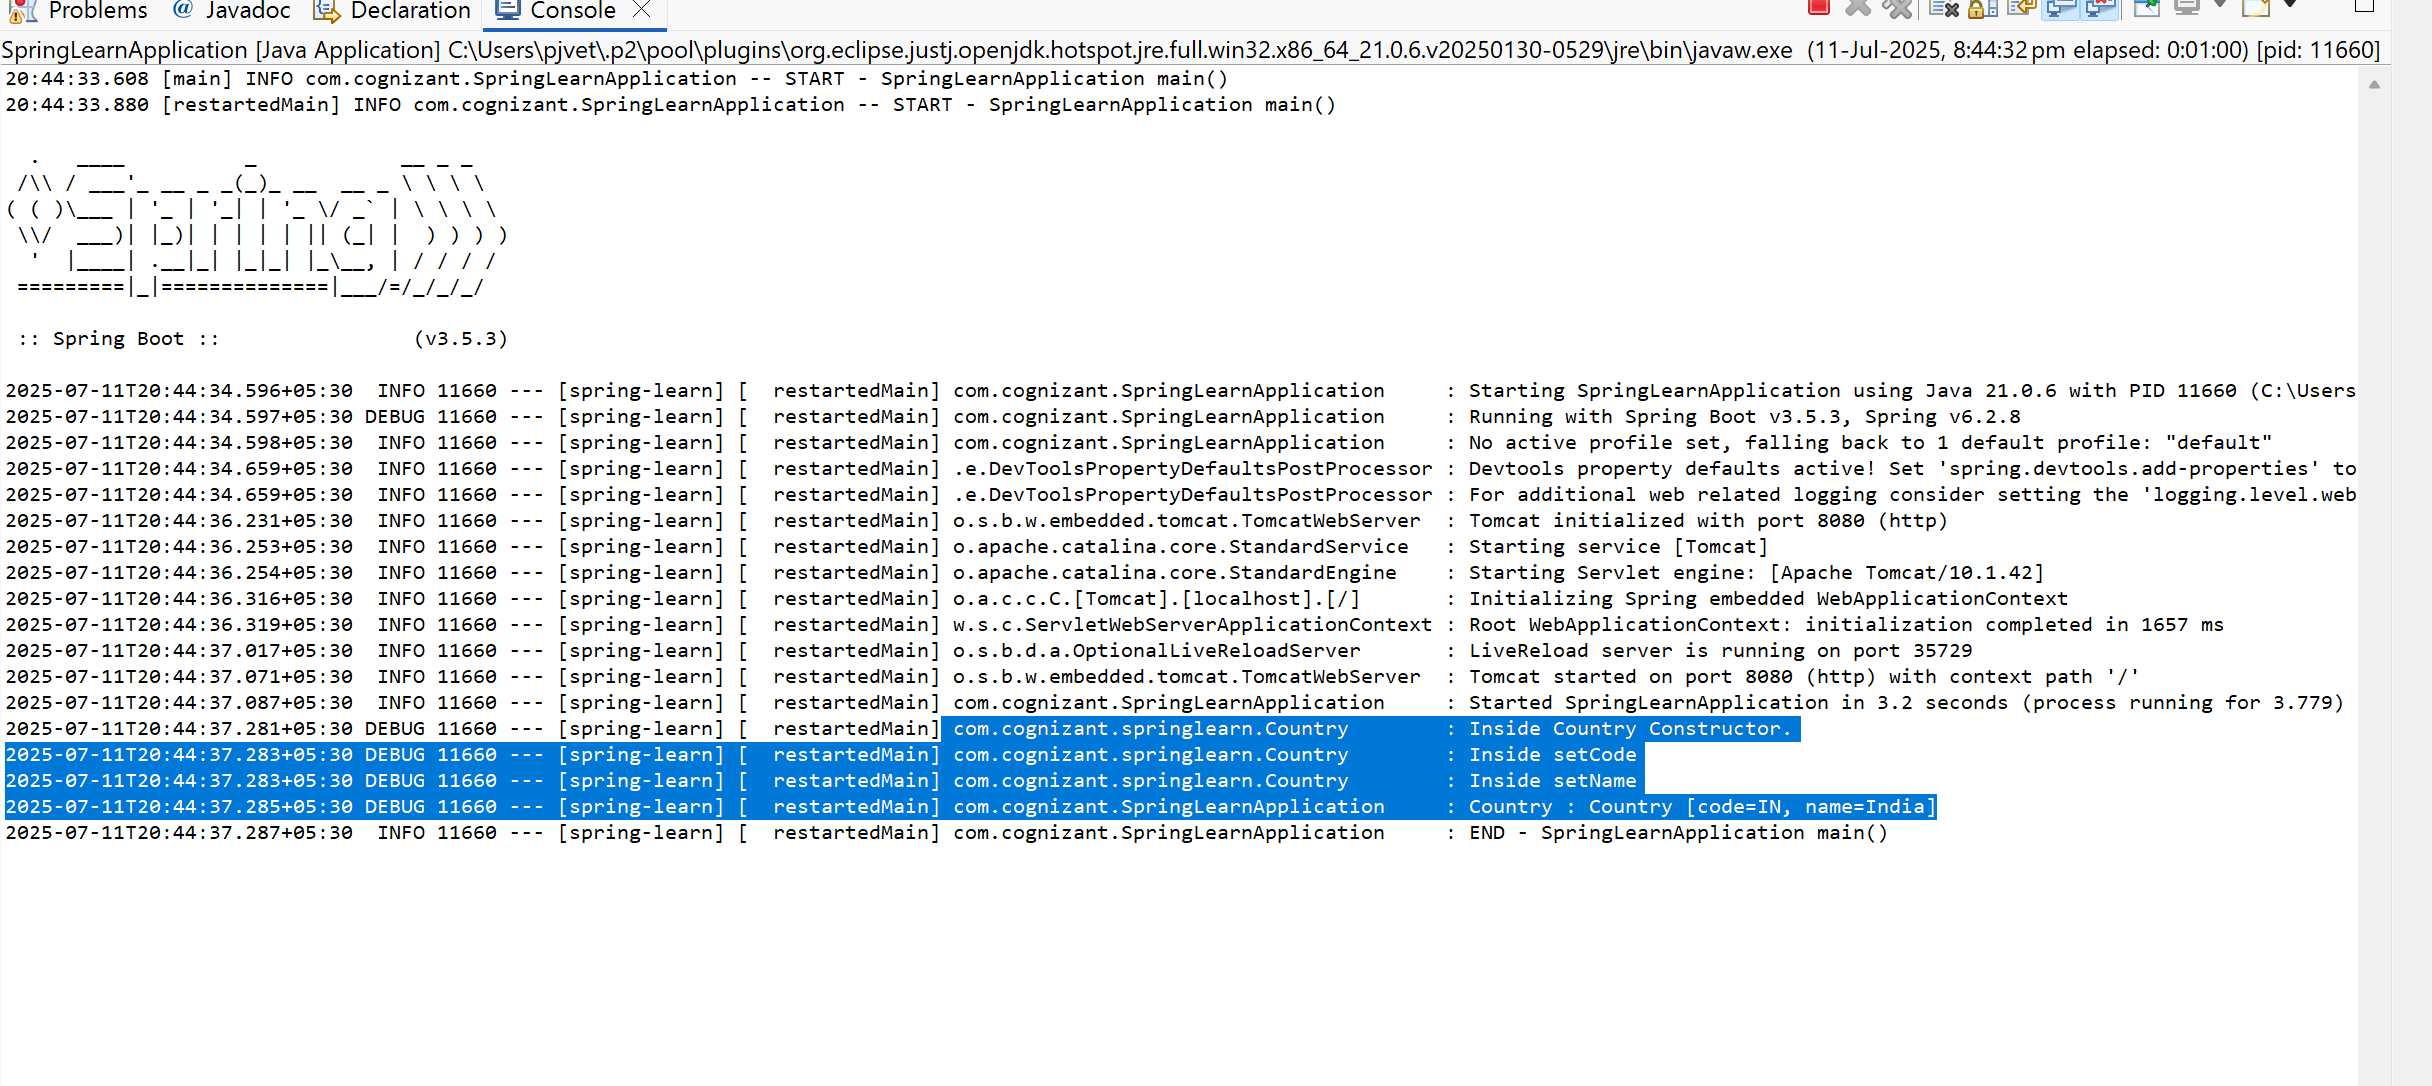 Problems @ Javadoc Declaration Console
SpringLearnApplication [Java Application] C:\Users\pjvet\.p2\pool\plugins\org.eclipse.justj.openjdk.hotspot.jre.full.win32.x86_64_21.0.6.v20250130-0529\jre\bin\javaw.exe (11-Jul-2025, 8:44:32 pm elapsed: 0:01:00) [pid: 11660]
20:44:33.608 [main] INFO com.cognizant.SpringLearnApplication -- START - SpringLearnApplication main()
20:44:33.880 [restartedMain] INFO com.cognizant.SpringLearnApplication -- START - SpringLearnApplication main()
  .   ____          _            __ _ _
 /\\ / ___'_ __ _ _(_)_ __  __ _ \ \ \ \
( ( )\___ | '_ | '_| | '_ \/ _` | \ \ \ \
 \\/  ___)| |_)| | | | | || (_| |  ) ) ) )
  '  |____| .__|_| |_|_| |_\__, | / / / /
 =========|_|==============|___/=/_/_/_/
 :: Spring Boot ::                (v3.5.3)
2025-07-11T20:44:34.596+05:30  INFO 11660 --- [spring-learn] [  restartedMain] com.cognizant.SpringLearnApplication     : Starting SpringLearnApplication using Java 21.0.6 with PID 11660 (C:\Users
2025-07-11T20:44:34.597+05:30 DEBUG 11660 --- [spring-learn] [  restartedMain] com.cognizant.SpringLearnApplication     : Running with Spring Boot v3.5.3, Spring v6.2.8
2025-07-11T20:44:34.598+05:30  INFO 11660 --- [spring-learn] [  restartedMain] com.cognizant.SpringLearnApplication     : No active profile set, falling back to 1 default profile: "default"
2025-07-11T20:44:34.659+05:30  INFO 11660 --- [spring-learn] [  restartedMain] .e.DevToolsPropertyDefaultsPostProcessor : Devtools property defaults active! Set 'spring.devtools.add-properties' to
2025-07-11T20:44:34.659+05:30  INFO 11660 --- [spring-learn] [  restartedMain] .e.DevToolsPropertyDefaultsPostProcessor : For additional web related logging consider setting the 'logging.level.web
2025-07-11T20:44:36.231+05:30  INFO 11660 --- [spring-learn] [  restartedMain] o.s.b.w.embedded.tomcat.TomcatWebServer  : Tomcat initialized with port 8080 (http)
2025-07-11T20:44:36.253+05:30  INFO 11660 --- [spring-learn] [  restartedMain] o.apache.catalina.core.StandardService   : Starting service [Tomcat]
2025-07-11T20:44:36.254+05:30  INFO 11660 --- [spring-learn] [  restartedMain] o.apache.catalina.core.StandardEngine    : Starting Servlet engine: [Apache Tomcat/10.1.42]
2025-07-11T20:44:36.316+05:30  INFO 11660 --- [spring-learn] [  restartedMain] o.a.c.c.C.[Tomcat].[localhost].[/]       : Initializing Spring embedded WebApplicationContext
2025-07-11T20:44:36.319+05:30  INFO 11660 --- [spring-learn] [  restartedMain] w.s.c.ServletWebServerApplicationContext : Root WebApplicationContext: initialization completed in 1657 ms
2025-07-11T20:44:37.017+05:30  INFO 11660 --- [spring-learn] [  restartedMain] o.s.b.d.a.OptionalLiveReloadServer       : LiveReload server is running on port 35729
2025-07-11T20:44:37.071+05:30  INFO 11660 --- [spring-learn] [  restartedMain] o.s.b.w.embedded.tomcat.TomcatWebServer  : Tomcat started on port 8080 (http) with context path '/'
2025-07-11T20:44:37.087+05:30  INFO 11660 --- [spring-learn] [  restartedMain] com.cognizant.SpringLearnApplication     : Started SpringLearnApplication in 3.2 seconds (process running for 3.779)
2025-07-11T20:44:37.281+05:30 DEBUG 11660 --- [spring-learn] [  restartedMain] com.cognizant.springlearn.Country        : Inside Country Constructor.
2025-07-11T20:44:37.283+05:30 DEBUG 11660 --- [spring-learn] [  restartedMain] com.cognizant.springlearn.Country        : Inside setCode
2025-07-11T20:44:37.283+05:30 DEBUG 11660 --- [spring-learn] [  restartedMain] com.cognizant.springlearn.Country        : Inside setName
2025-07-11T20:44:37.285+05:30 DEBUG 11660 --- [spring-learn] [  restartedMain] com.cognizant.SpringLearnApplication     : Country : Country [code=IN, name=India]
2025-07-11T20:44:37.287+05:30  INFO 11660 --- [spring-learn] [  restartedMain] com.cognizant.SpringLearnApplication     : END - SpringLearnApplication main()